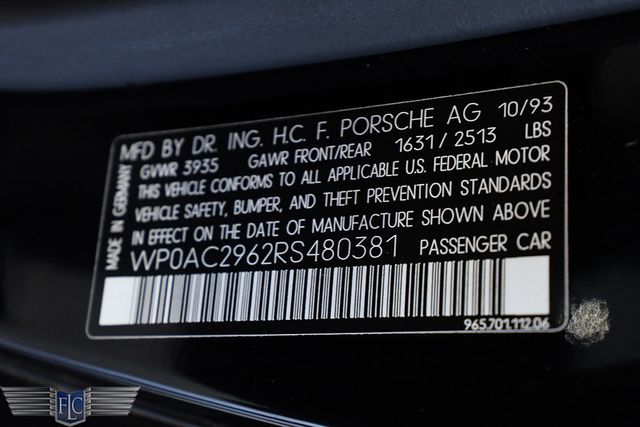 MFD BY DR. ING. H.C. F. PORSCHE AG 10/93
GVWR 3935 GAWR FRONT/REAR 1631 / 2513 LBS
THIS VEHICLE CONFORMS TO ALL APPLICABLE U.S. FEDERAL MOTOR
VEHICLE SAFETY, BUMPER, AND THEFT PREVENTION STANDARDS
IN EFFECT ON THE DATE OF MANUFACTURE SHOWN ABOVE
WP0AC2962RS480381 PASSENGER CAR
MADE IN GERMANY
965.701.112.06
FLC